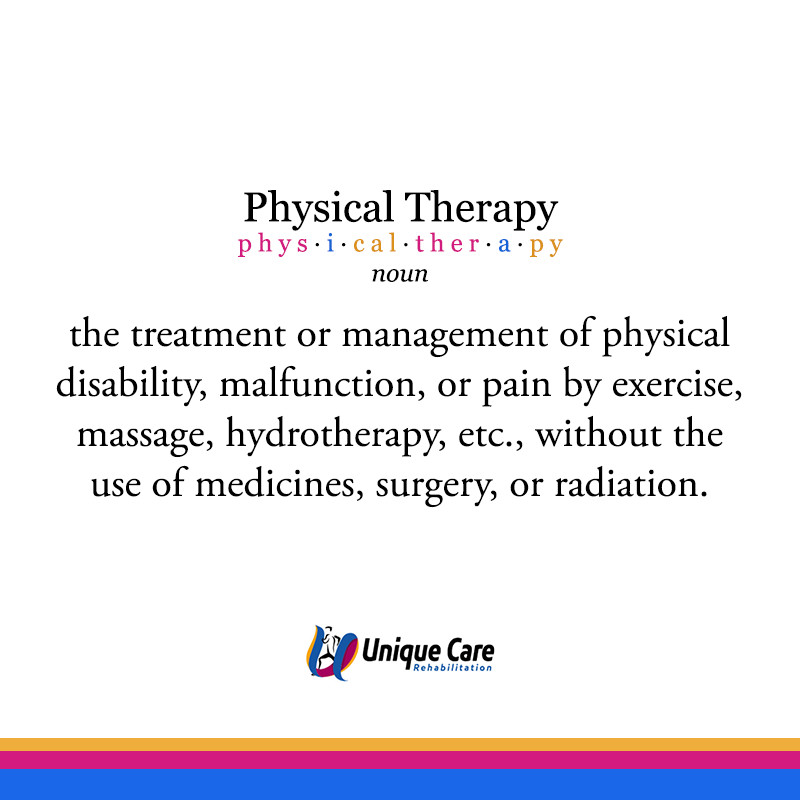 Physical Therapy
phys·i·cal·ther·a·py
noun
the treatment or management of physical
disability, malfunction, or pain by exercise,
massage, hydrotherapy, etc., without the
use of medicines, surgery, or radiation.
Unique Care
Rehabilitation